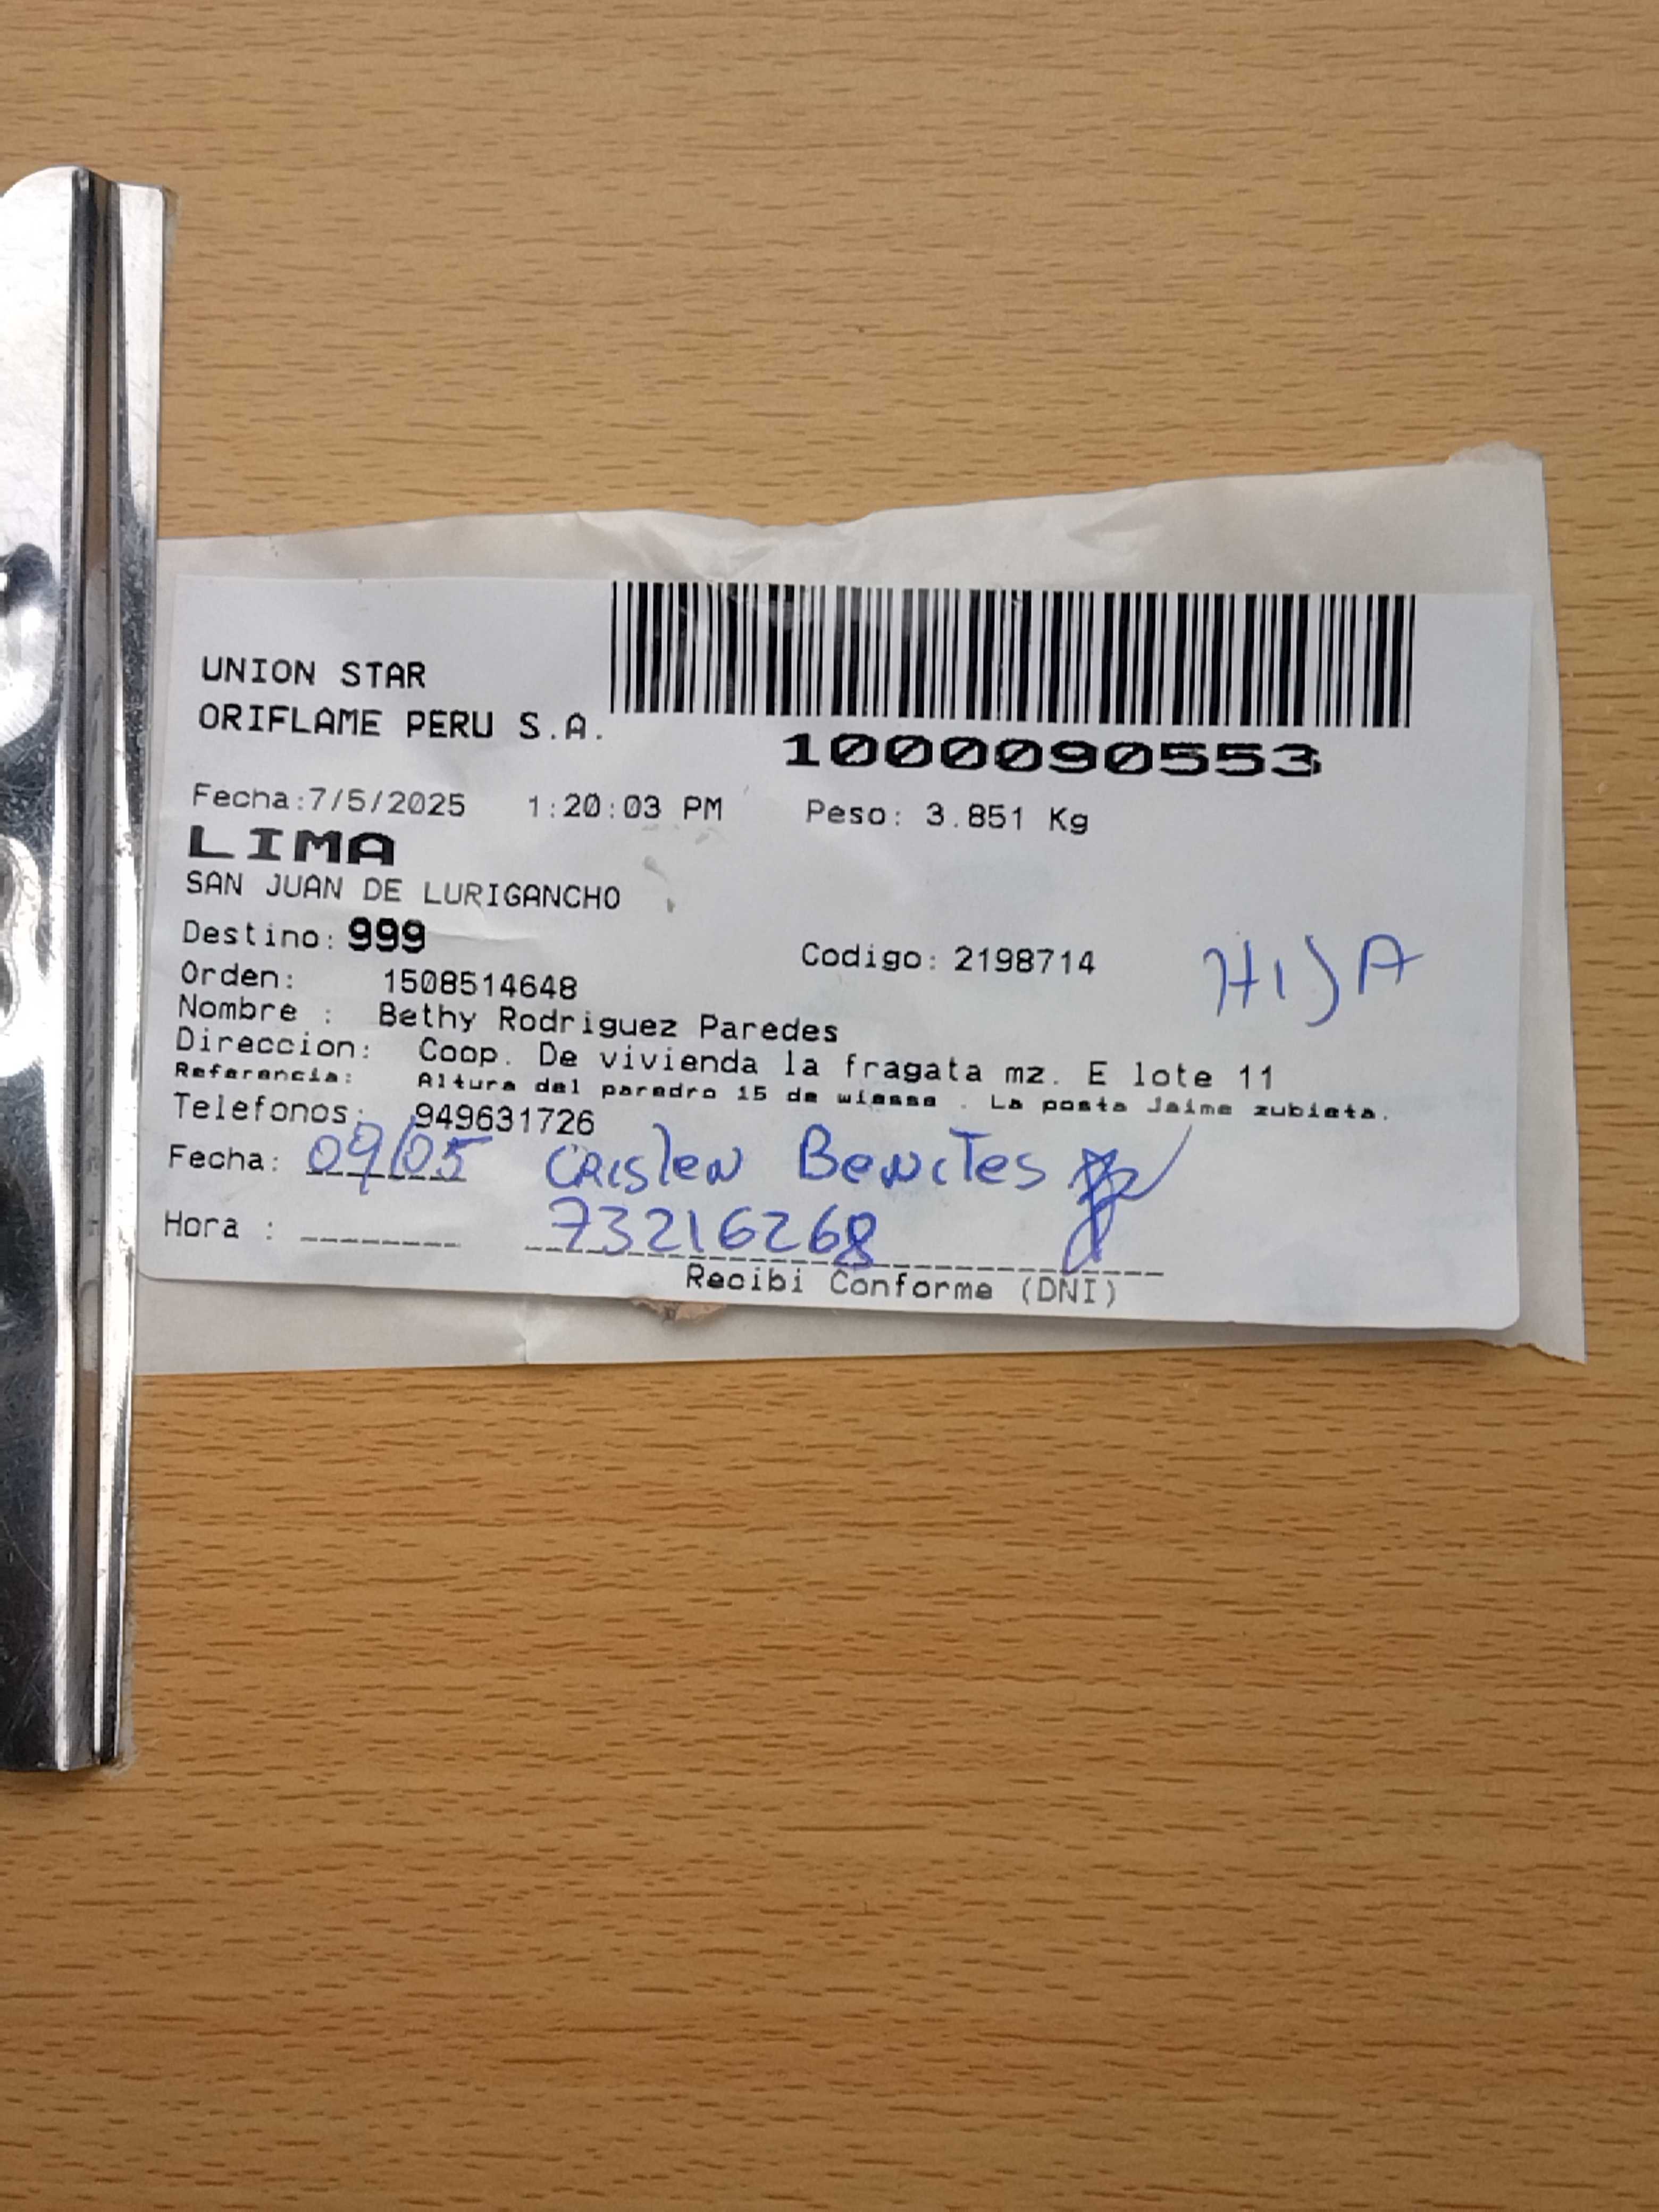 UNION STAR
ORIFLAME PERU S.A.
1000090553
Fecha:7/5/2025 1:20:03 PM Peso: 3.851 Kg
LIMA
SAN JUAN DE LURIGANCHO
Destino: 999
Codigo: 2198714
HIJA
Orden: 1508514648
Nombre : Bethy Rodriguez Paredes
Direccion: Coop. De vivienda la fragata mz. E lote 11
Referencia: Altura del paredro 15 de wiesse . La posta Jaime zubieta.
Telefonos: 949631726
Fecha: 09/05 CRISleN BeNiTes
Hora : 73216268
Recibi Conforme (DNI)